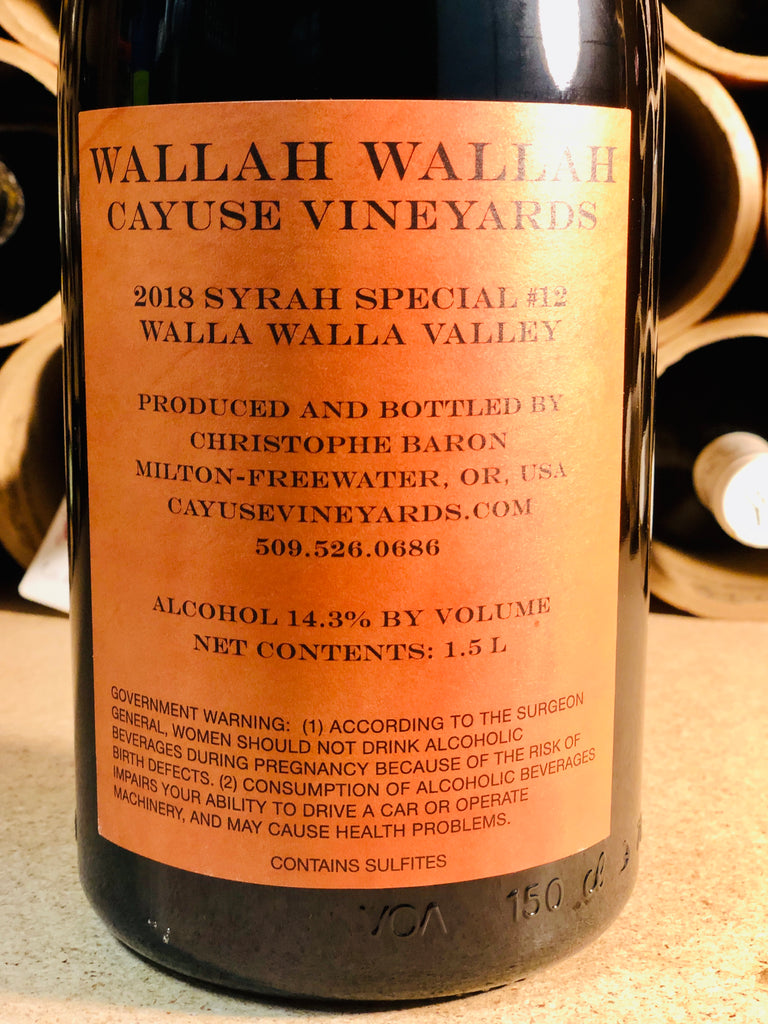 WALLAH WALLAH
CAYUSE VINEYARDS
2018 SYRAH SPECIAL #12
WALLA WALLA VALLEY
PRODUCED AND BOTTLED BY
CHRISTOPHE BARON
MILTON-FREEWATER, OR, USA
CAYUSEVINEYARDS.COM
509.526.0686
ALCOHOL 14.3% BY VOLUME
NET CONTENTS: 1.5 L
GOVERNMENT WARNING: (1) ACCORDING TO THE SURGEON
GENERAL, WOMEN SHOULD NOT DRINK ALCOHOLIC
BEVERAGES DURING PREGNANCY BECAUSE OF THE RISK OF
BIRTH DEFECTS. (2) CONSUMPTION OF ALCOHOLIC BEVERAGES
IMPAIRS YOUR ABILITY TO DRIVE A CAR OR OPERATE
MACHINERY, AND MAY CAUSE HEALTH PROBLEMS.
CONTAINS SULFITES
VOA 150 cl